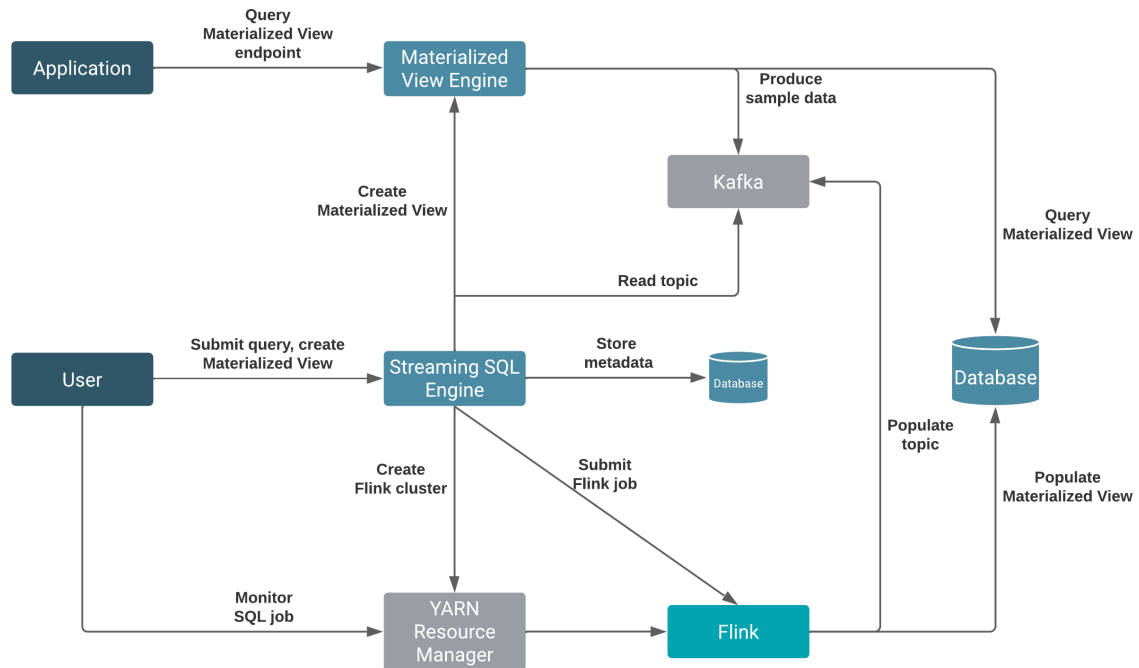 Query
Materialized View
endpoint
Application
Materialized
View Engine
Produce
sample data
Kafka
Create
Materialized View
Query
Materialized View
Read topic
Submit query, create
Materialized View
User
Streaming SQL
Engine
Store
metadata
Database
Database
Populate
topic
Create
Flink cluster
Submit
Flink job
Populate
Materialized View
Monitor
SQL job
YARN
Resource
Manager
Flink